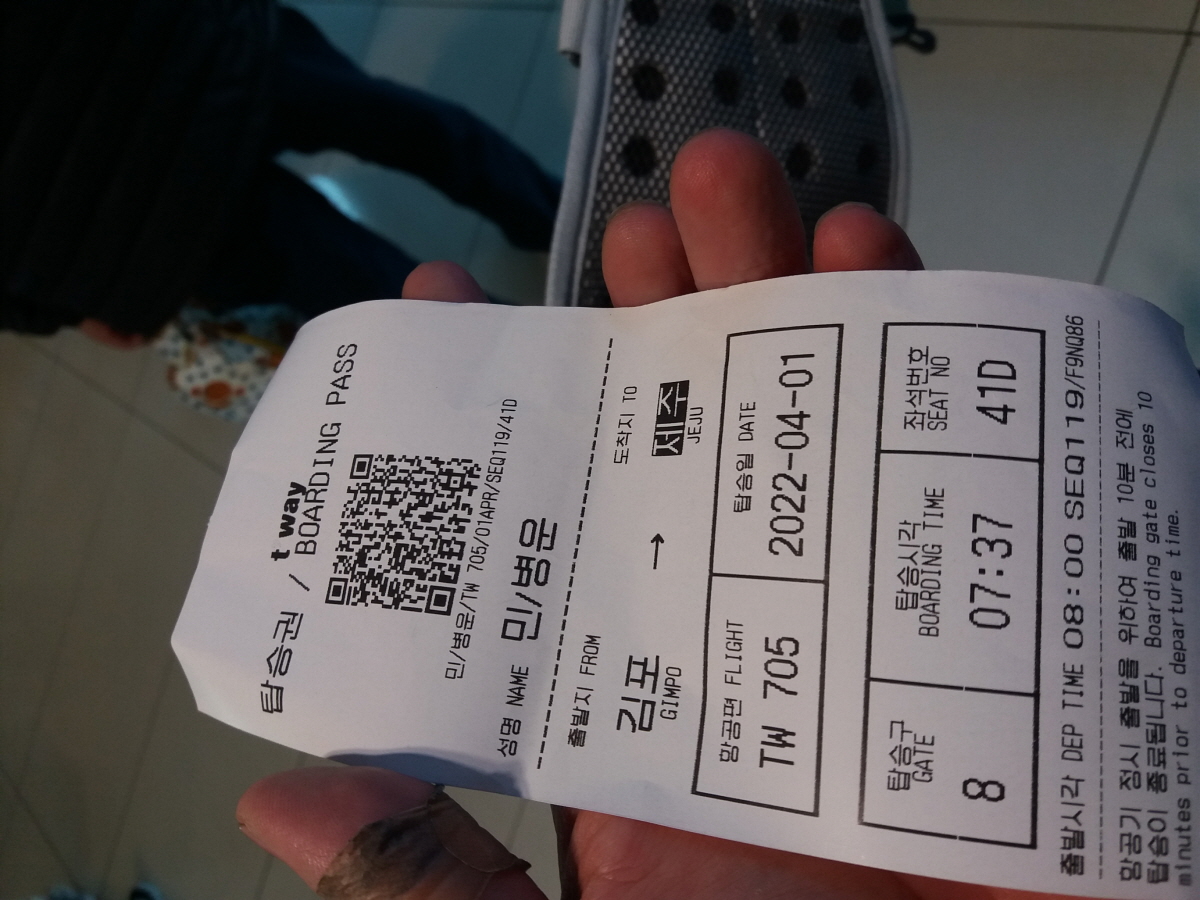 t'way
탑승권 / BOARDING PASS
민/병운/TW 705/01APR/SEQ119/41D
성명 NAME 민/병운
출발지 FROM 도착지 TO
김포 → 제주
GIMPO JEJU
항공편 FLIGHT 탑승일 DATE
TW 705 2022-04-01
탑승구 탑승시각 좌석번호
GATE BOARDING TIME SEAT NO
8 07:37 41D
출발시각 DEP TIME 08:00 SEQ119/F9NQ86
항공기 정시 출발을 위하여 출발 10분 전에
탑승이 종료됩니다. Boarding gate closes 10
minutes prior to departure time.